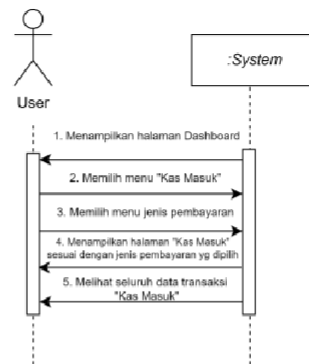 :System
User
1. Menampilkan halaman Dashboard
2. Memilih menu "Kas Masuk"
3. Memilih menu jenis pembayaran
4. Menampilkan halaman "Kas Masuk"
sesuai dengan jenis pembayaran yg dipilih
5. Melihat seluruh data transaksi
"Kas Masuk"